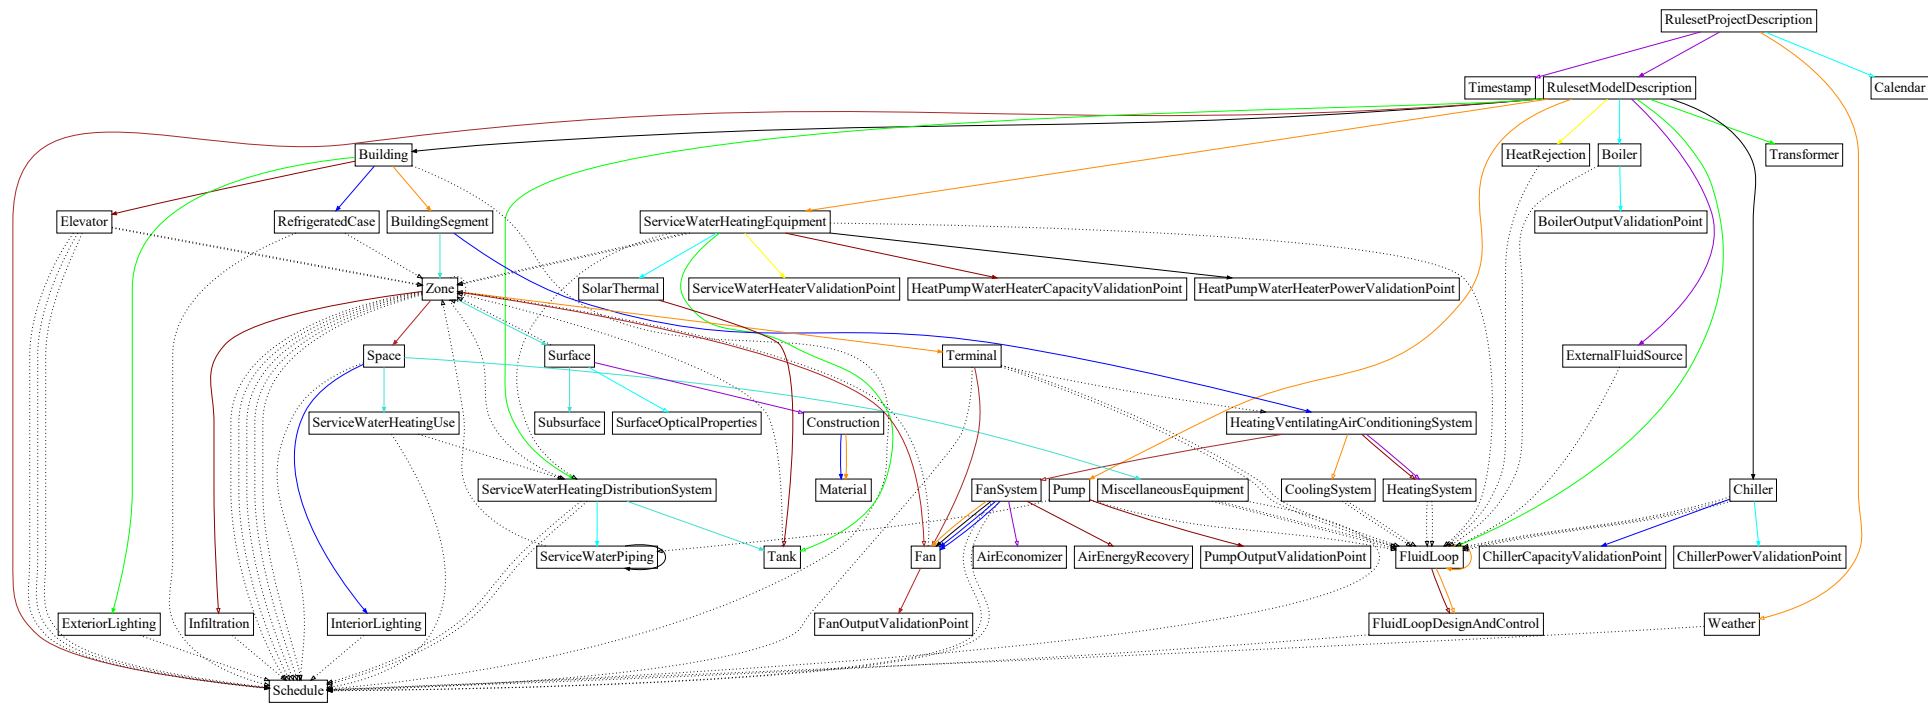 RulesetProjectDescription
Timestamp
RulesetModelDescription
Calendar
Building
HeatRejection
Boiler
Transformer
Elevator
RefrigeratedCase
BuildingSegment
ServiceWaterHeatingEquipment
BoilerOutputValidationPoint
Zone
SolarThermal
ServiceWaterHeaterValidationPoint
HeatPumpWaterHeaterCapacityValidationPoint
HeatPumpWaterHeaterPowerValidationPoint
Space
Surface
Terminal
ExternalFluidSource
ServiceWaterHeatingUse
Subsurface
SurfaceOpticalProperties
Construction
HeatingVentilatingAirConditioningSystem
ServiceWaterHeatingDistributionSystem
Material
FanSystem
Pump
MiscellaneousEquipment
CoolingSystem
HeatingSystem
Chiller
ServiceWaterPiping
Tank
Fan
AirEconomizer
AirEnergyRecovery
PumpOutputValidationPoint
FluidLoop
ChillerCapacityValidationPoint
ChillerPowerValidationPoint
ExteriorLighting
Infiltration
InteriorLighting
FanOutputValidationPoint
FluidLoopDesignAndControl
Weather
Schedule